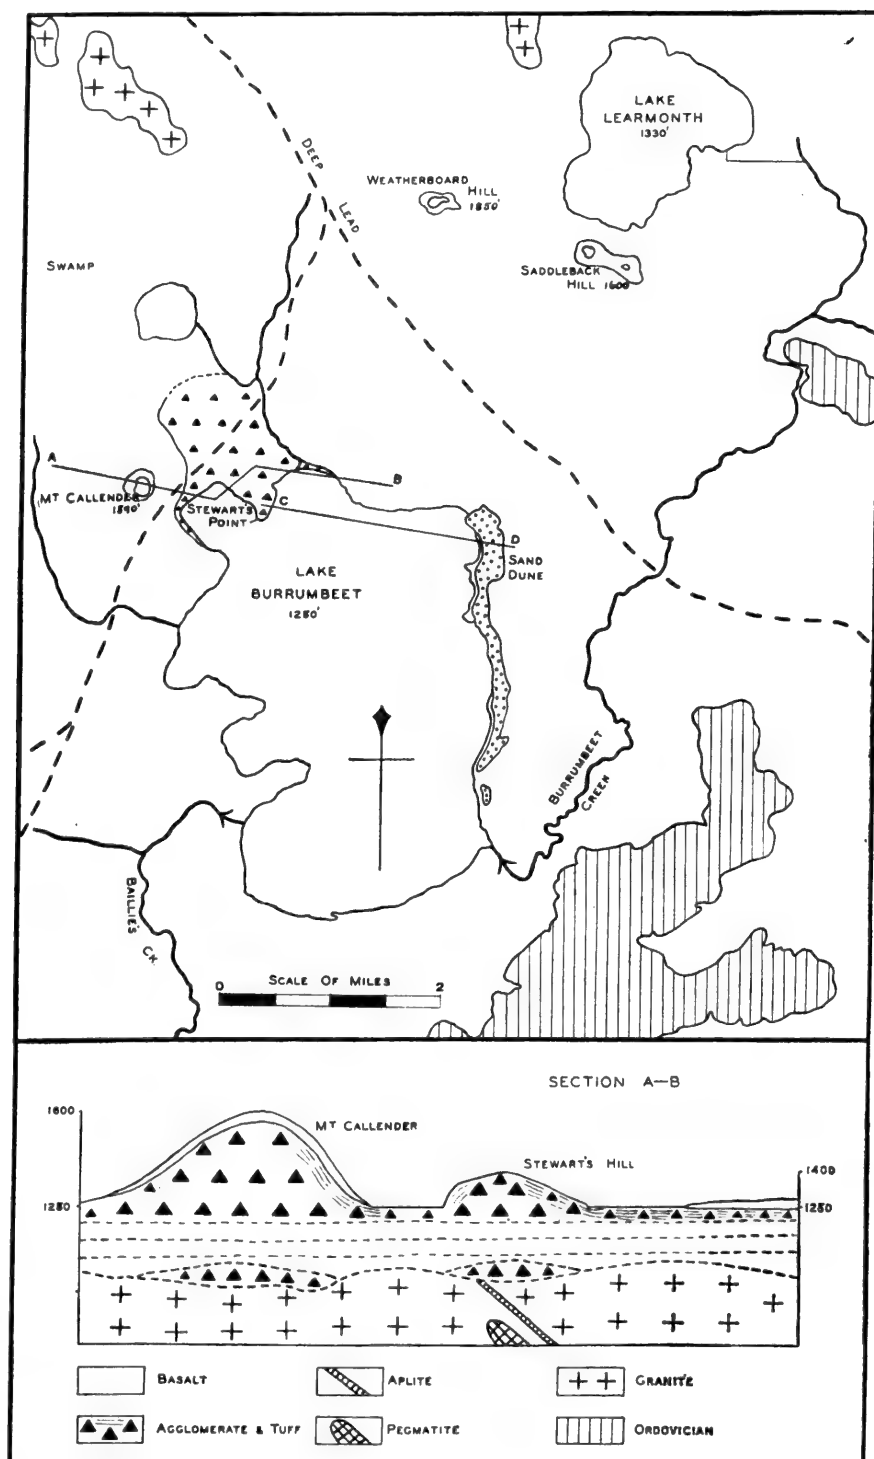 LAKE
LEARMONTH
1330'
DEEP
LEAD
WEATHERBOARD
HILL
1850'
SWAMP
SADDLEBACK
HILL 1600'
A
B
MT CALLENDER
1590'
STEWART'S
POINT
C
D
SAND
DUNE
LAKE
BURRUMBEET
1250'
BURRUMBEET
CREEK
BAILLIE'S
CK.
0 SCALE OF MILES 2
SECTION A—B
1600
MT CALLENDER
STEWART'S HILL
1400
1250
1250
BASALT
APLITE
GRANITE
AGGLOMERATE & TUFF
PEGMATITE
ORDOVICIAN